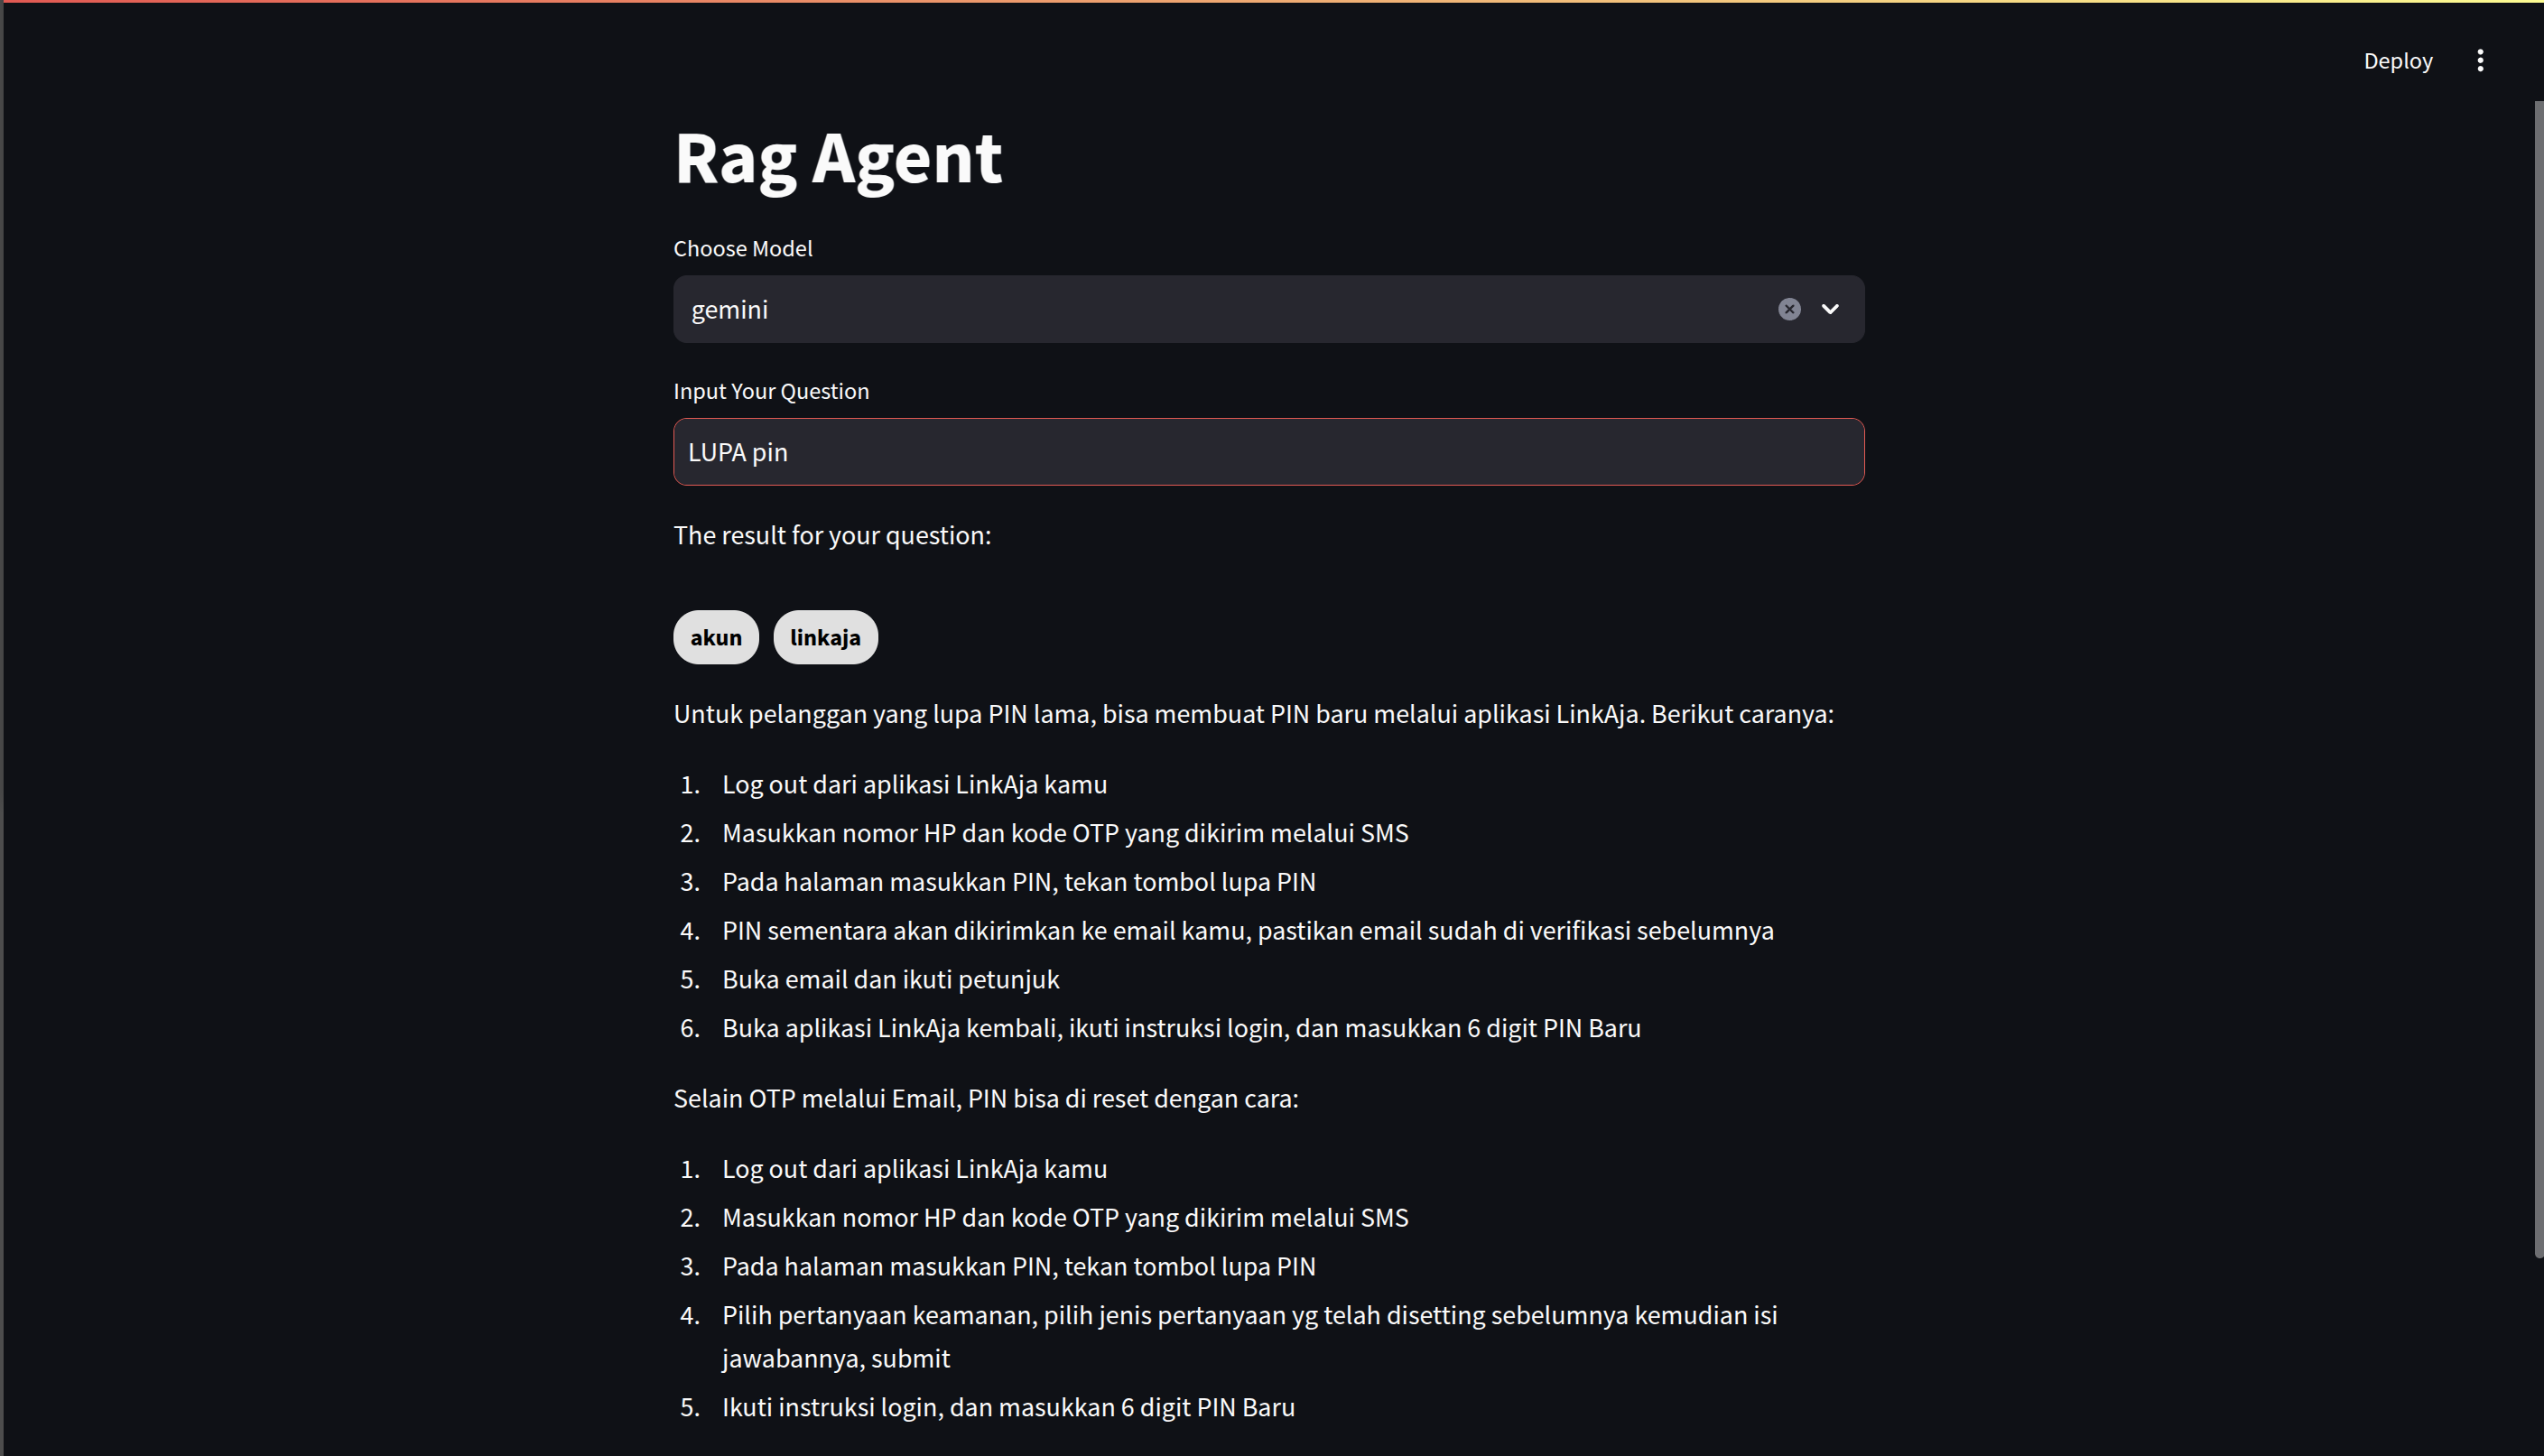 Deploy
Rag Agent
Choose Model
gemini
Input Your Question
LUPA pin
The result for your question:
akun linkaja
Untuk pelanggan yang lupa PIN lama, bisa membuat PIN baru melalui aplikasi LinkAja. Berikut caranya:
1. Log out dari aplikasi LinkAja kamu
2. Masukkan nomor HP dan kode OTP yang dikirim melalui SMS
3. Pada halaman masukkan PIN, tekan tombol lupa PIN
4. PIN sementara akan dikirimkan ke email kamu, pastikan email sudah di verifikasi sebelumnya
5. Buka email dan ikuti petunjuk
6. Buka aplikasi LinkAja kembali, ikuti instruksi login, dan masukkan 6 digit PIN Baru
Selain OTP melalui Email, PIN bisa di reset dengan cara:
1. Log out dari aplikasi LinkAja kamu
2. Masukkan nomor HP dan kode OTP yang dikirim melalui SMS
3. Pada halaman masukkan PIN, tekan tombol lupa PIN
4. Pilih pertanyaan keamanan, pilih jenis pertanyaan yg telah disetting sebelumnya kemudian isi
jawabannya, submit
5. Ikuti instruksi login, dan masukkan 6 digit PIN Baru